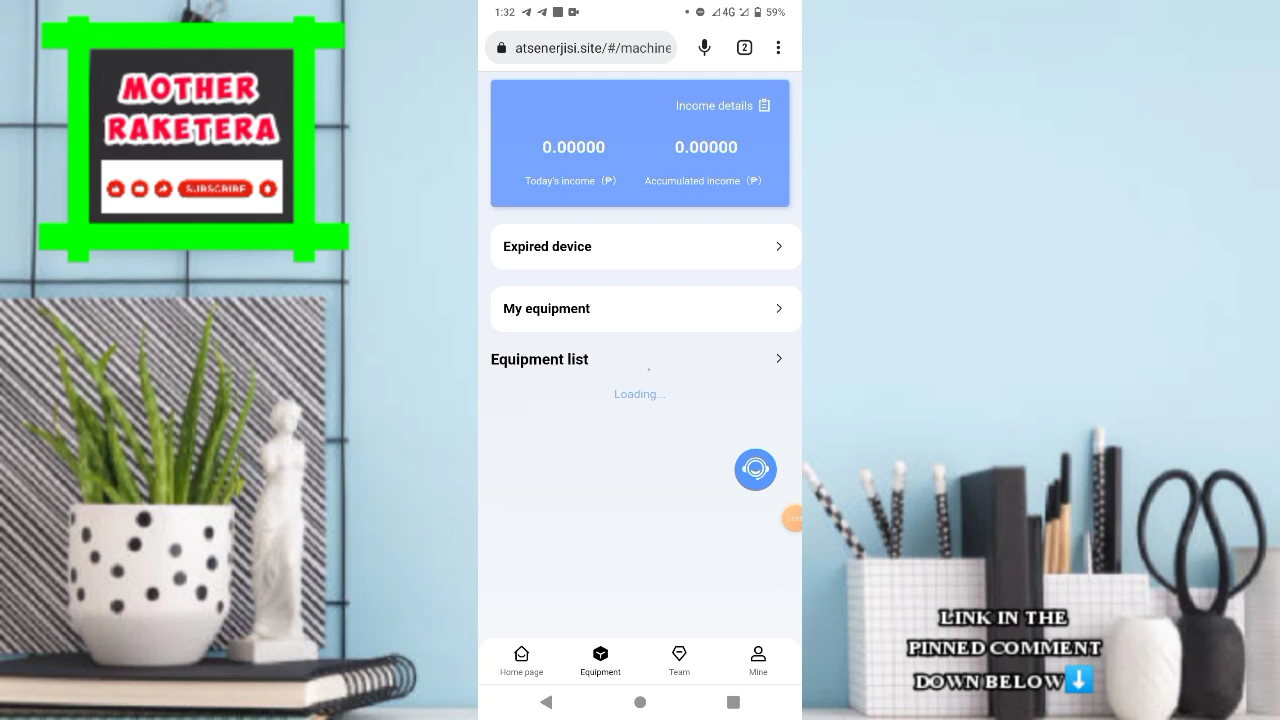 MOTHER
RAKETERA
SUBSCRIBE
1:32
4G
59%
atsenerjisi.site/#/machine
2
Income details
0.00000
0.00000
Today's income（₱）
Accumulated income（₱）
Expired device
My equipment
Equipment list
Loading...
Home page
Equipment
Team
Mine
LINK IN THE
PINNED COMMENT
DOWN BELOW